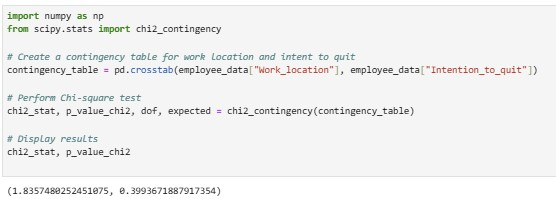 import numpy as np
from scipy.stats import chi2_contingency
# Create a contingency table for work location and intent to quit
contingency_table = pd.crosstab(employee_data["Work_location"], employee_data["Intention_to_quit"])
# Perform Chi-square test
chi2_stat, p_value_chi2, dof, expected = chi2_contingency(contingency_table)
# Display results
chi2_stat, p_value_chi2
(1.8357480252451075, 0.3993671887917354)